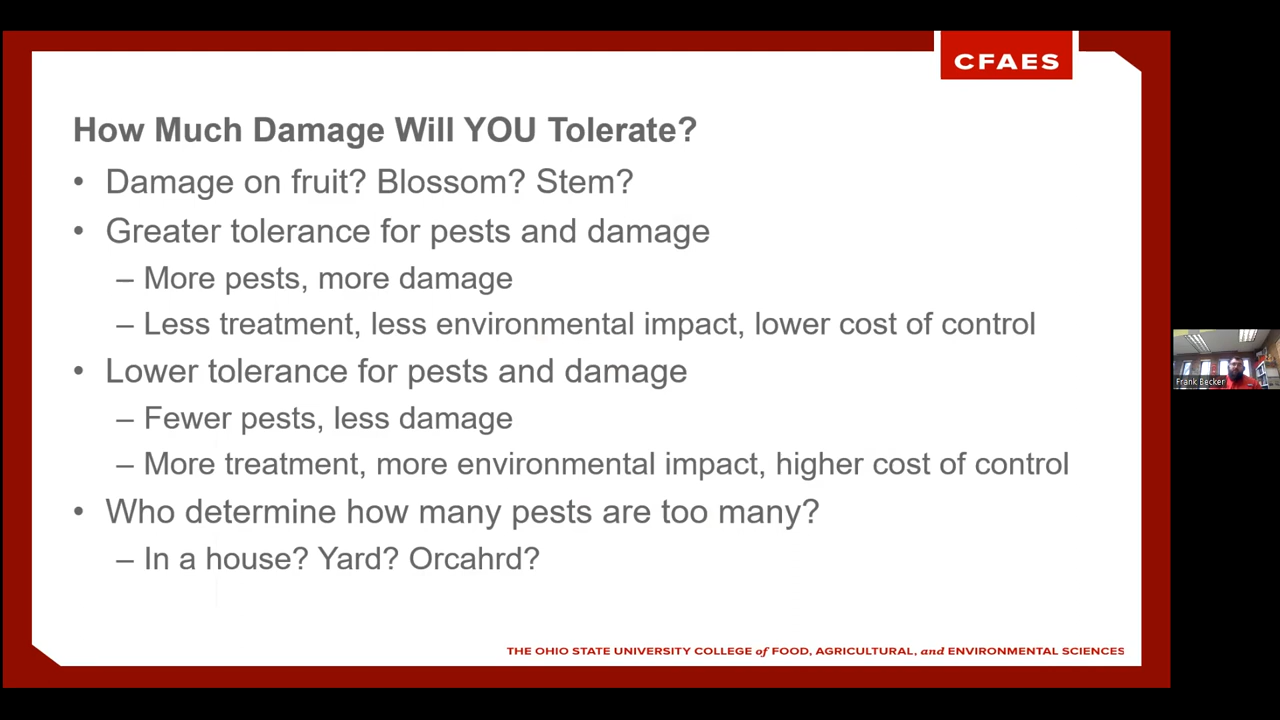 CFAES
How Much Damage Will YOU Tolerate?
• Damage on fruit? Blossom? Stem?
• Greater tolerance for pests and damage
– More pests, more damage
– Less treatment, less environmental impact, lower cost of control
• Lower tolerance for pests and damage
– Fewer pests, less damage
– More treatment, more environmental impact, higher cost of control
• Who determine how many pests are too many?
– In a house? Yard? Orcahrd?
Frank Becker
THE OHIO STATE UNIVERSITY COLLEGE of FOOD, AGRICULTURAL, and ENVIRONMENTAL SCIENCES